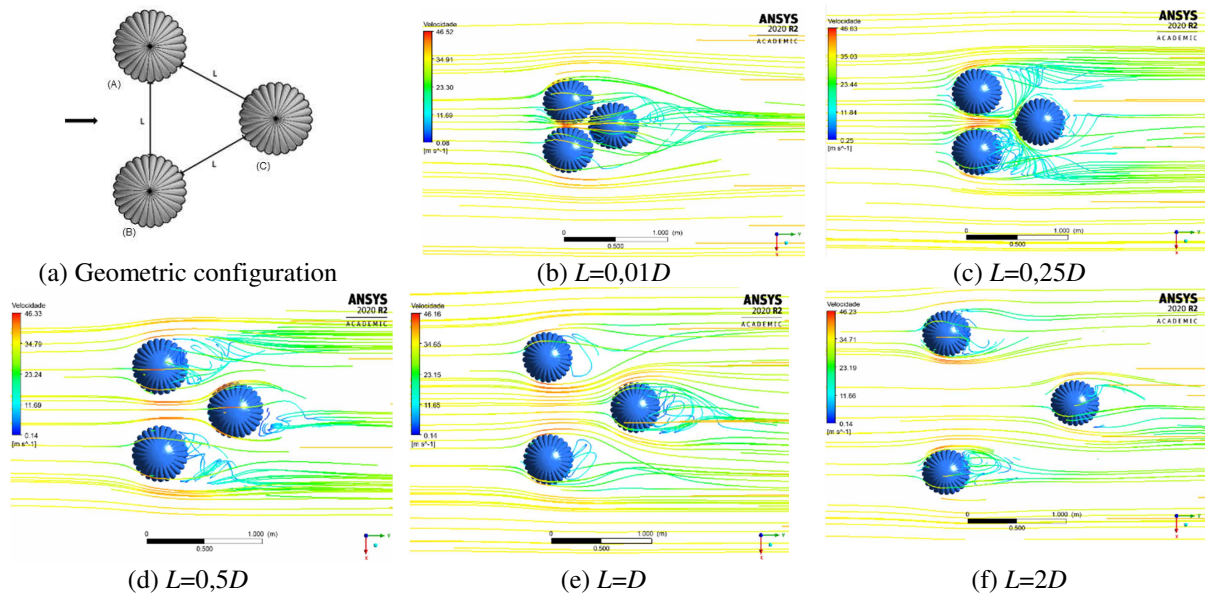 (A)
L
L
L
(B)
(C)
(a) Geometric configuration
Velocidade
46.52
34.91
23.30
11.69
0.08
[m s^-1]
ANSYS
2020 R2
ACADEMIC
0
1.000 (m)
0.500
Y
X
(b) L=0,01D
Velocidade
46.63
35.03
23.44
11.84
0.25
[m s^-1]
ANSYS
2020 R2
ACADEMIC
0
1.000 (m)
0.500
Y
X
(c) L=0,25D
Velocidade
46.33
34.79
23.24
11.69
0.14
[m s^-1]
ANSYS
2020 R2
ACADEMIC
0
1.000 (m)
0.500
Y
X
(d) L=0,5D
Velocidade
46.16
34.65
23.15
11.65
0.14
[m s^-1]
ANSYS
2020 R2
ACADEMIC
0
1.000 (m)
0.500
Y
X
(e) L=D
Velocidade
46.23
34.71
23.19
11.66
0.14
[m s^-1]
ANSYS
2020 R2
ACADEMIC
0
1.000 (m)
0.500
Y
X
(f) L=2D